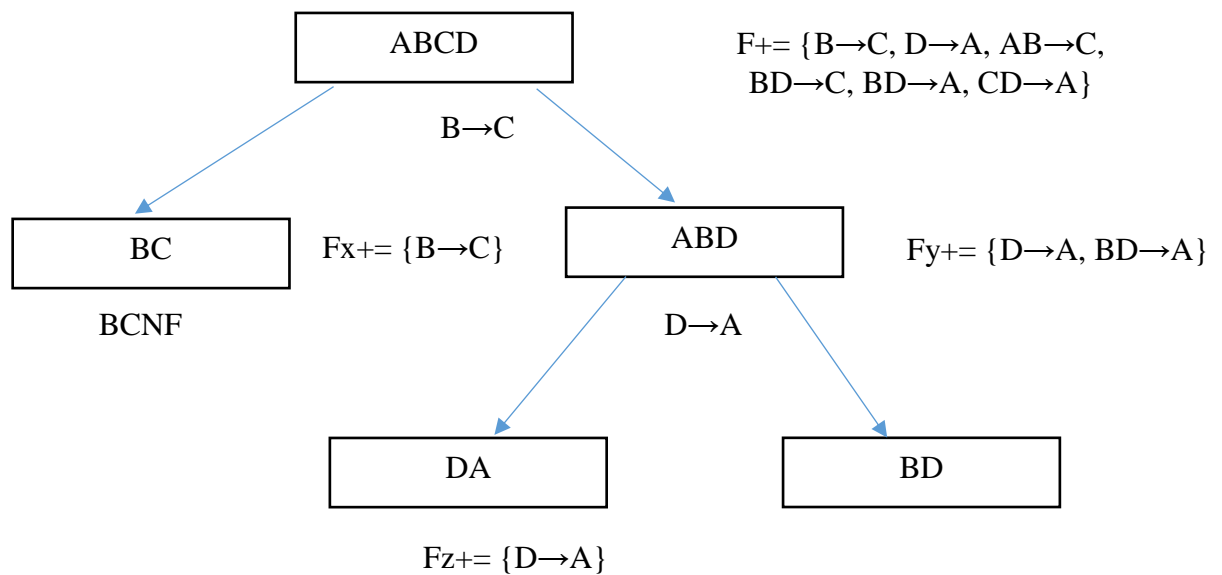 ABCD
F+= {B→C, D→A, AB→C,
BD→C, BD→A, CD→A}
B→C
BC
Fx+= {B→C}
ABD
Fy+= {D→A, BD→A}
BCNF
D→A
DA
BD
Fz+= {D→A}